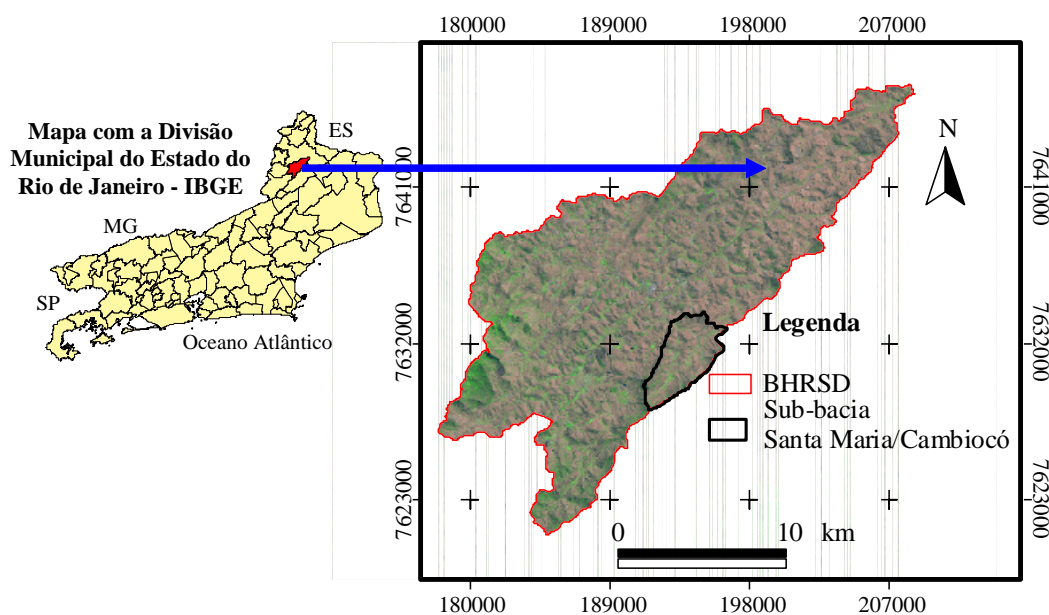 180000 189000 198000 207000
Mapa com a Divisão
Municipal do Estado do
Rio de Janeiro - IBGE
ES
MG
SP
Oceano Atlântico
7641000
7632000
7623000
N
7641000
7632000
7623000
Legenda
BHRSD
Sub-bacia
Santa Maria/Cambiocó
0 10 km
180000 189000 198000 207000